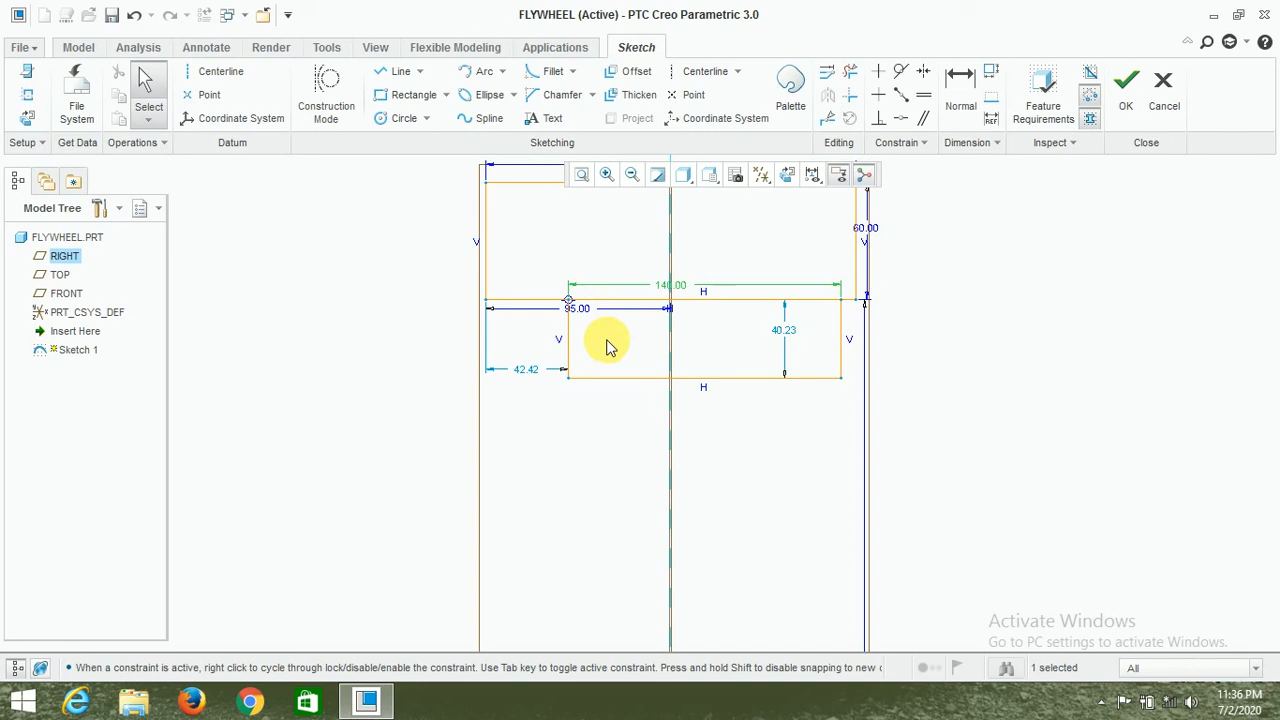 FLYWHEEL (Active) - PTC Creo Parametric 3.0
File Model Analysis Annotate Render Tools View Flexible Modeling Applications Sketch
Centerline Line Arc Fillet Offset Centerline
Point Rectangle Ellipse Chamfer Thicken Point
Coordinate System Circle Spline Text Project Coordinate System
File System Select Construction Mode Palette Normal Feature Requirements OK Cancel
Setup Get Data Operations Datum Sketching Editing Constrain Dimension Inspect Close
Model Tree
FLYWHEEL.PRT
RIGHT
TOP
FRONT
PRT_CSYS_DEF
Insert Here
Sketch 1
60.00
V V
140.00 H
95.00
40.23
V V
42.42
H
Activate Windows
Go to PC settings to activate Windows.
When a constraint is active, right click to cycle through lock/disable/enable the constraint. Use Tab key to toggle active constraint. Press and hold Shift to disable snapping to new c
1 selected All
11:36 PM
7/2/2020